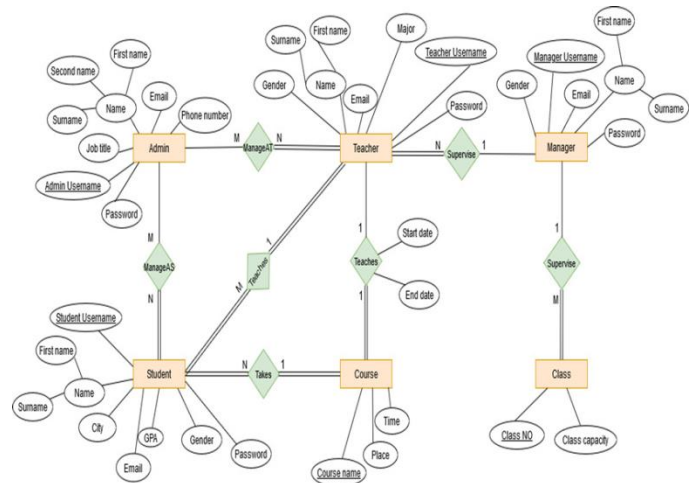 First name
Second name
Name
Surname
Email
Phone number
Job title
Admin Username
Password
Admin
M
ManageAT
N
Surname
First name
Name
Gender
Email
Major
Teacher Username
Password
Teacher
N
Supervise
1
First name
Manager Username
Name
Gender
Email
Surname
Password
Manager
M
ManageAS
N
1
Teaches
M
1
Teaches
1
Start date
End date
1
Supervise
M
Student Username
First name
Name
Surname
City
Email
GPA
Gender
Password
Student
N
Takes
1
Course
Time
Place
Course name
Class
Class NO
Class capacity